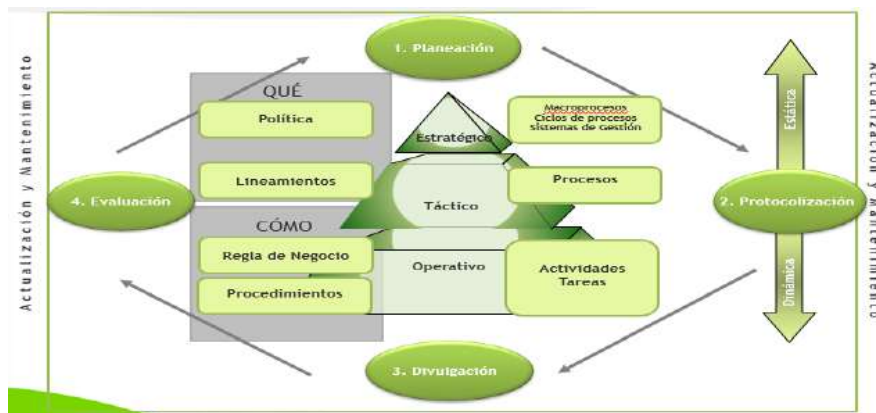 1. Planeación
QUÉ
Política
Lineamientos
CÓMO
Regla de Negocio
Procedimientos
Estratégico
Táctico
Operativo
Macroprocesos
Ciclos de procesos
Sistemas de Gestión
Procesos
Actividades
Tareas
4. Evaluación
2. Protocolización
Estática
Dinámica
3. Divulgación
Actualización y Mantenimiento
Actualización y Mantenimiento